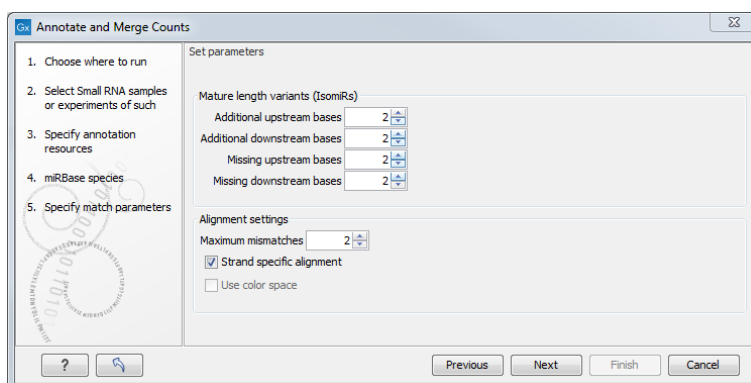 Gx Annotate and Merge Counts
1. Choose where to run
2. Select Small RNA samples
or experiments of such
3. Specify annotation
resources
4. miRBase species
5. Specify match parameters
Set parameters
Mature length variants (IsomiRs)
Additional upstream bases 2
Additional downstream bases 2
Missing upstream bases 2
Missing downstream bases 2
Alignment settings
Maximum mismatches 2
Strand specific alignment
Use color space
?
Previous
Next
Finish
Cancel